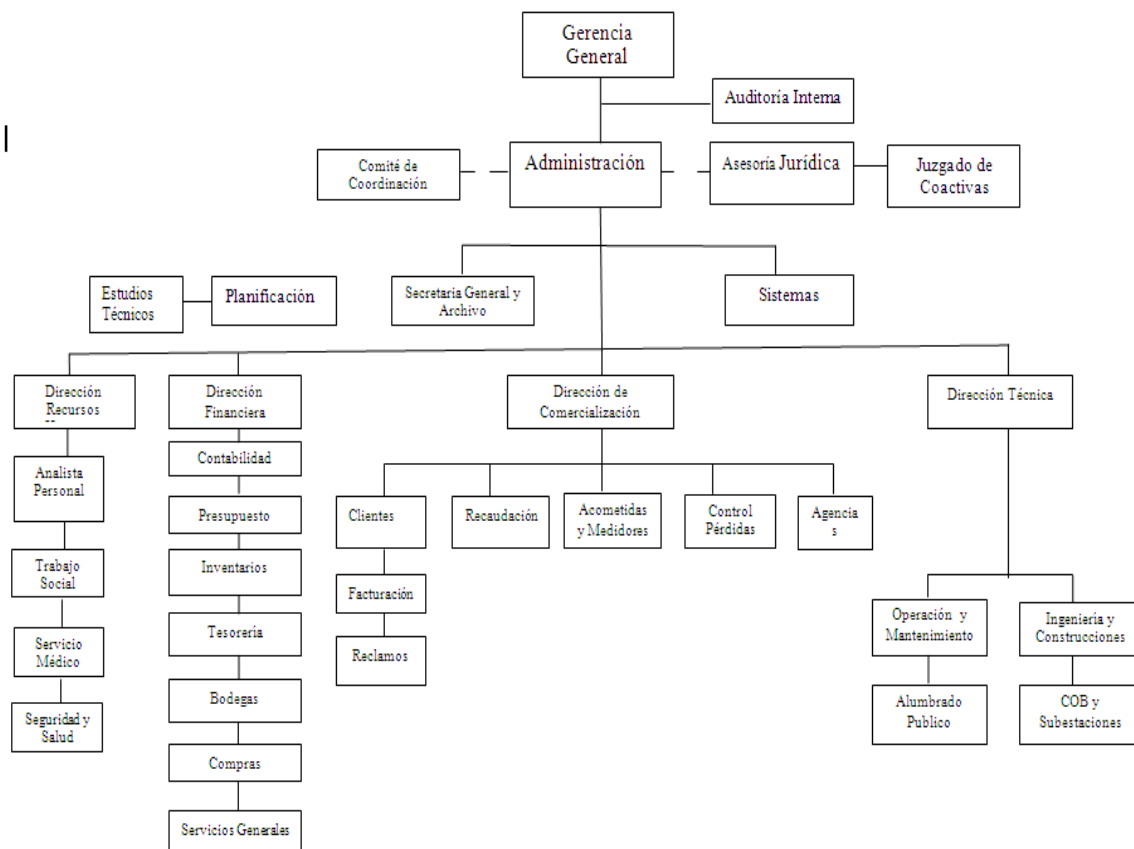 Gerencia
General
Auditoría Interna
Comité de
Coordinación
Administración
Asesoría Jurídica
Juzgado de
Coactivas
Estudios
Técnicos
Planificación
Secretaría General y
Archivo
Sistemas
Dirección
Recursos
Dirección
Financiera
Dirección de
Comercialización
Dirección Técnica
Analista
Personal
Trabajo
Social
Servicio
Médico
Seguridad y
Salud
Contabilidad
Presupuesto
Inventarios
Tesorería
Bodegas
Compras
Servicios Generales
Clientes
Facturación
Reclamos
Recaudación
Acometidas
y Medidores
Control
Pérdidas
Agencia
s
Operación y
Mantenimiento
Alumbrado
Publico
Ingeniería y
Construcciones
COB y
Subestaciones